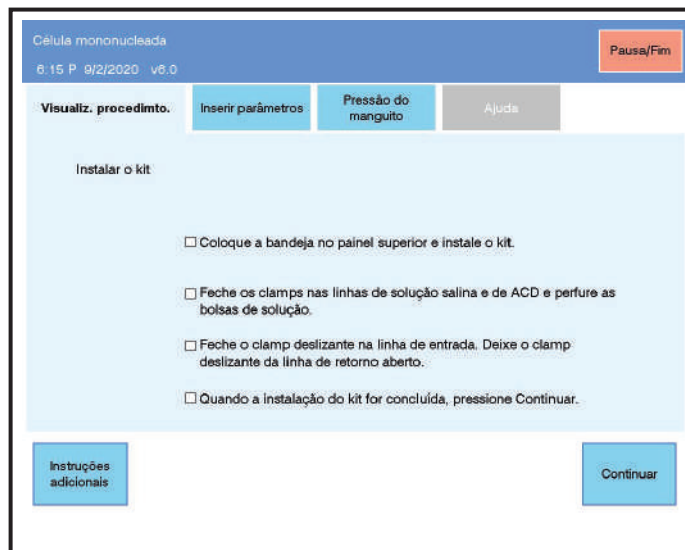 Célula mononucleada
Pausa/Fim
6:15 P 9/2/2020 v6.0
Visualiz. procedimto.
Inserir parâmetros
Pressão do
manguito
Ajuda
Instalar o kit
Coloque a bandeja no painel superior e instale o kit.
Feche os clamps nas linhas de solução salina e de ACD e perfure as
bolsas de solução.
Feche o clamp deslizante na linha de entrada. Deixe o clamp
deslizante da linha de retorno aberto.
Quando a instalação do kit for concluída, pressione Continuar.
Instruções
adicionais
Continuar